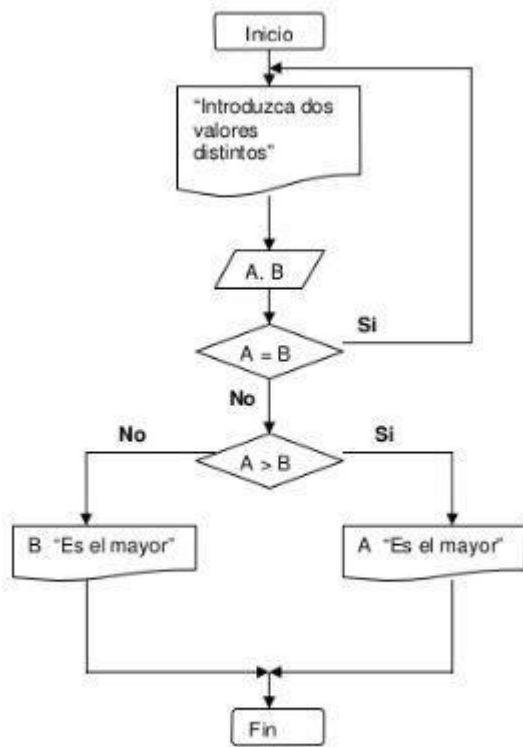 Inicio
“Introduzca dos
valores
distintos”
A. B
Si
A = B
No
No
Si
A > B
B “Es el mayor”
A “Es el mayor”
Fin